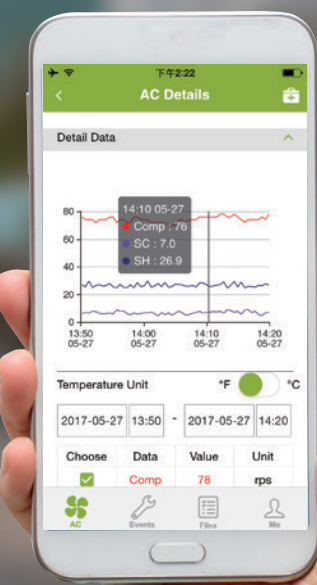 下午2:22
AC Details
Detail Data
80
60
40
20
0
14:10 05-27
Comp : 76
SC : 7.0
SH : 26.9
13:50 14:00 14:10 14:20
05-27 05-27 05-27 05-27
Temperature Unit °F °C
2017-05-27 13:50 - 2017-05-27 14:20
Choose Data Value Unit
Comp 78 rps
AC Events Files Me